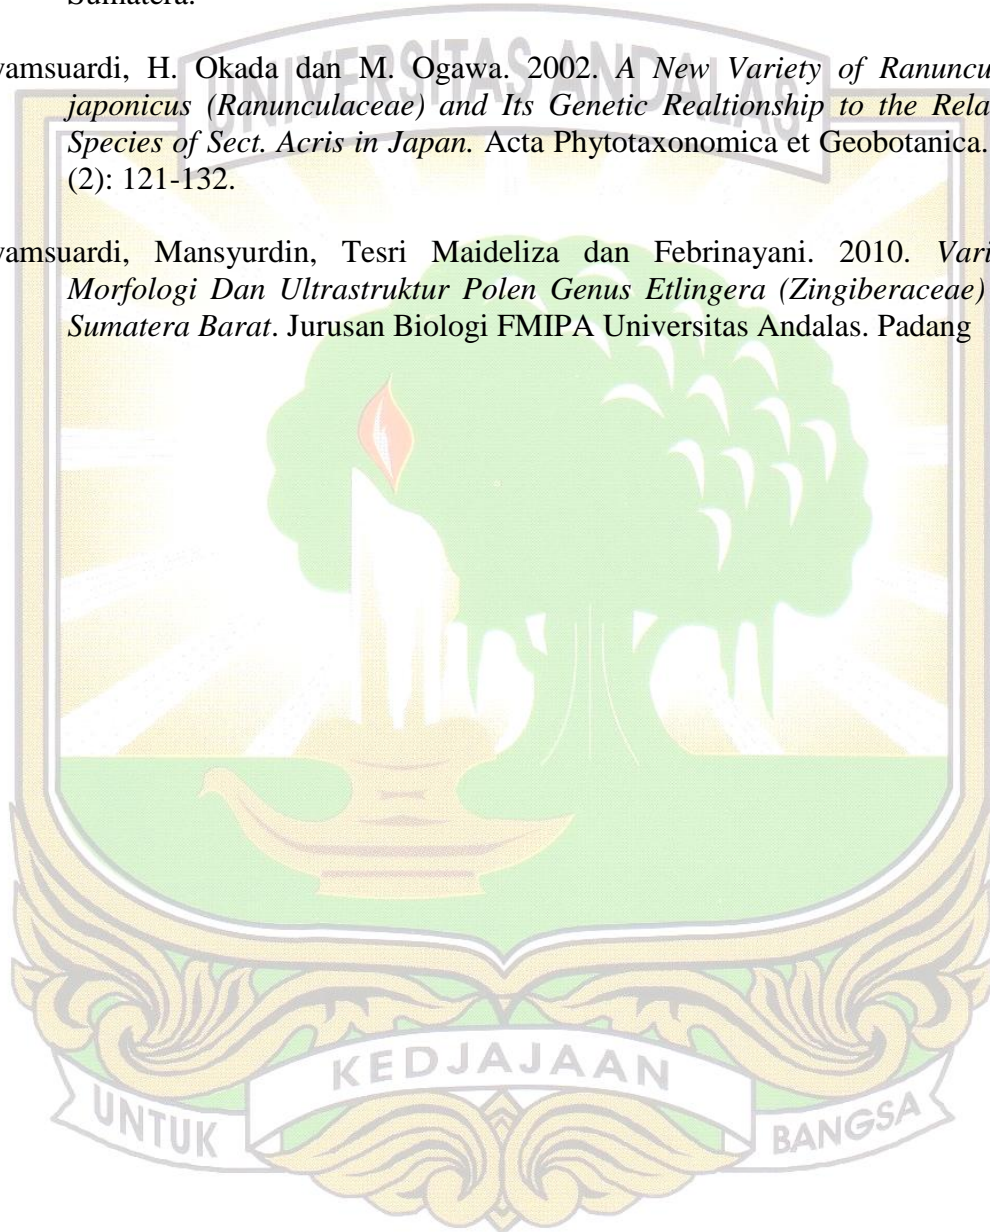 Sumatera.
yamsuardi, H. Okada dan M. Ogawa. 2002. A New Variety of Ranuncu
japonicus (Ranunculaceae) and Its Genetic Realtionship to the Rela
Species of Sect. Acris in Japan. Acta Phytotaxonomica et Geobotanica.
(2): 121-132.
yamsuardi, Mansyurdin, Tesri Maideliza dan Febrinayani. 2010. Vari
Morfologi Dan Ultrastruktur Polen Genus Etlingera (Zingiberaceae)
Sumatera Barat. Jurusan Biologi FMIPA Universitas Andalas. Padang
UNIVERSITAS ANDALAS
UNTUK KEDJAJAAN BANGSA